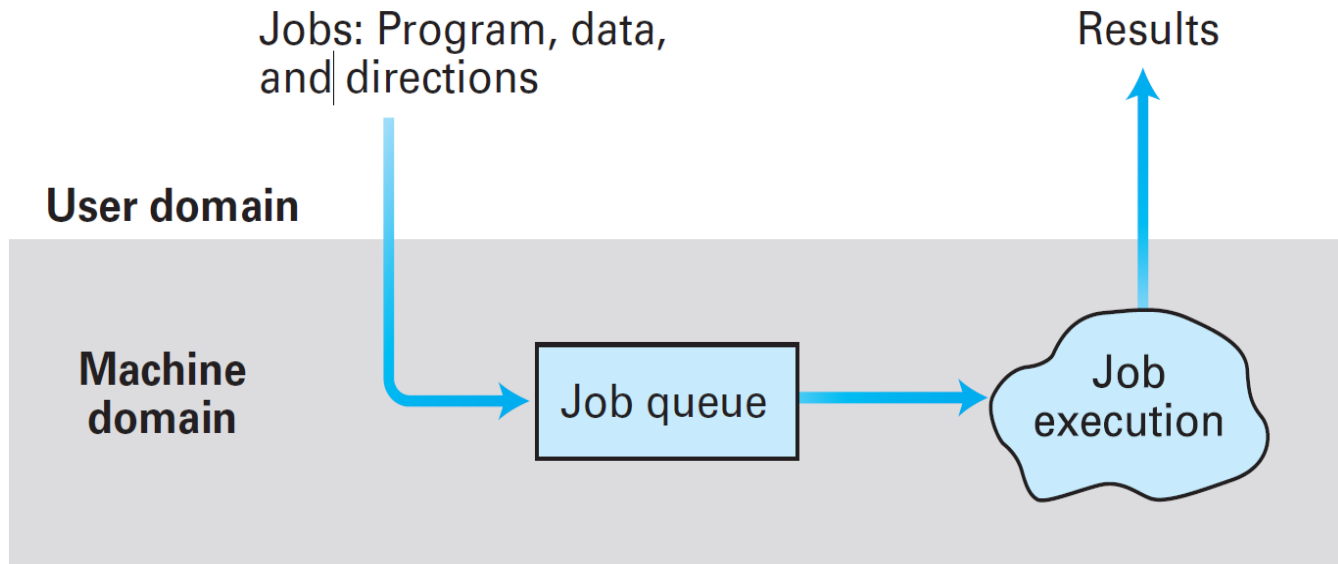 Jobs: Program, data,
and directions
Results
User domain
Machine
domain
Job queue
Job
execution